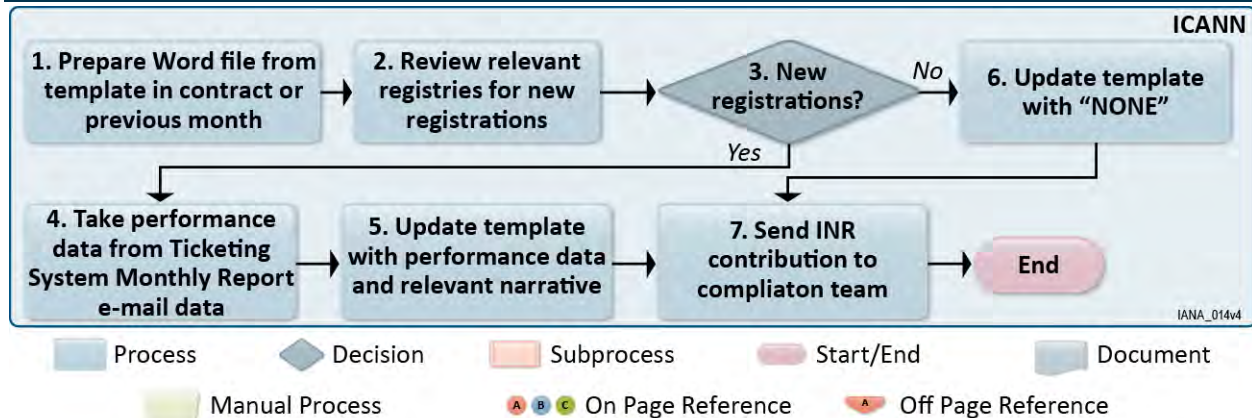 ICANN
1. Prepare Word file from
template in contract or
previous month
2. Review relevant
registries for new
registrations
3. New
registrations?
No
6. Update template
with “NONE”
Yes
4. Take performance
data from Ticketing
System Monthly Report
e-mail data
5. Update template
with performance data
and relevant narrative
7. Send INR
contribution to
compliaton team
End
IANA_014v4
Process
Decision
Subprocess
Start/End
Document
Manual Process
A B C On Page Reference
A Off Page Reference